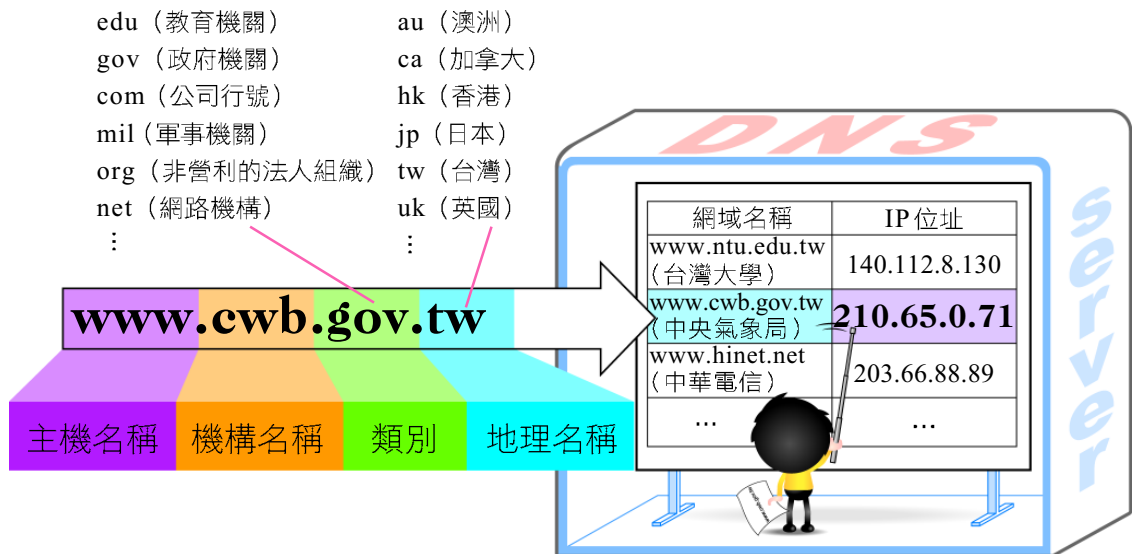 edu（教育機關）
gov（政府機關）
com（公司行號）
mil（軍事機關）
org（非營利的法人組織）
net（網路機構）
⋮
au（澳洲）
ca（加拿大）
hk（香港）
jp（日本）
tw（台灣）
uk（英國）
⋮
www.cwb.gov.tw
主機名稱
機構名稱
類別
地理名稱
DNS
server
網域名稱 IP位址
www.ntu.edu.tw
（台灣大學） 140.112.8.130
www.cwb.gov.tw
（中央氣象局） 210.65.0.71
www.hinet.net
（中華電信） 203.66.88.89
… …
www.cwb.gov.tw